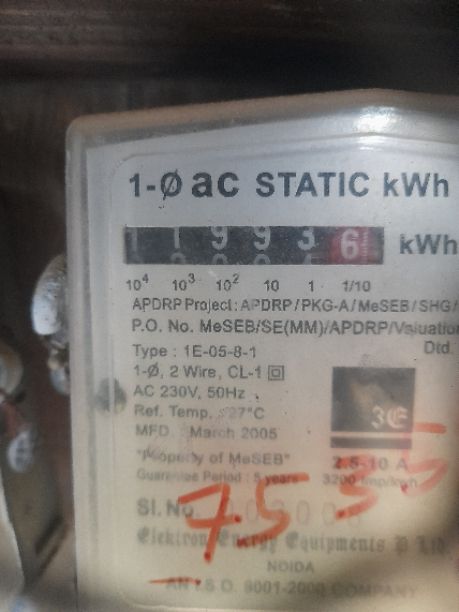 1-Ø ac STATIC kWh
1 1 9 9 3 6 kWh
10⁴ 10³ 10² 10 1 1/10
APDRP Project: APDRP/PKG-A/MeSEB/SHG/
P.O. No. MeSEB/SE(MM)/APDRP/Valuation
Dtd.
Type : 1E-05-8-1
1-Ø, 2 Wire, CL-1
AC 230V, 50Hz
Ref. Temp. 27°C
MFD. March 2005
3E
"Property of MeSEB"
2.5-10 A
Guarantee Period : 5 years
3200 imp/kwh
Sl.No.
75 35
Elektron Energy Equipments P Ltd.
NOIDA
AN I.S.O. 9001-2000 COMPANY